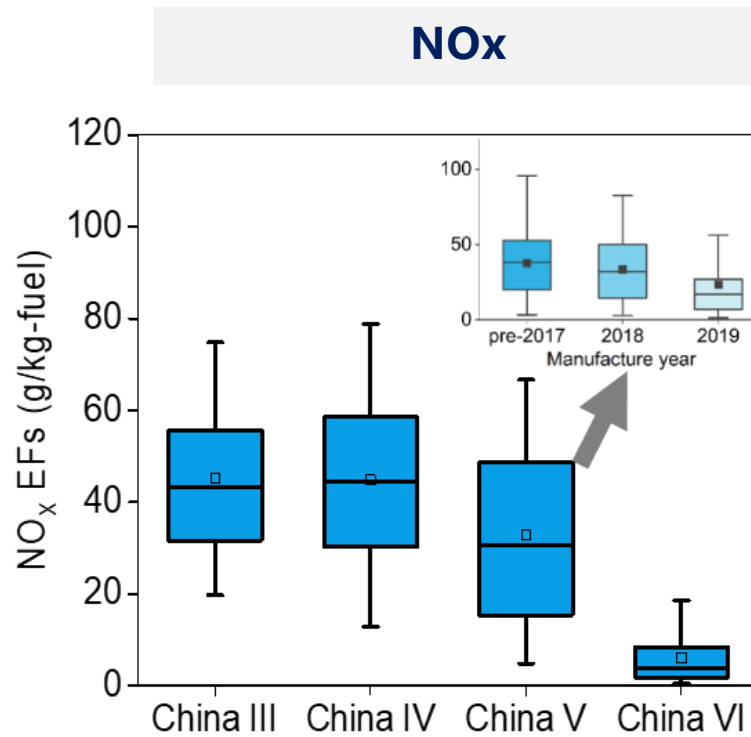 NOx
NOX EFs (g/kg-fuel)
120
100
80
60
40
20
0
China III China IV China V China VI
100
50
0
pre-2017 2018 2019
Manufacture year